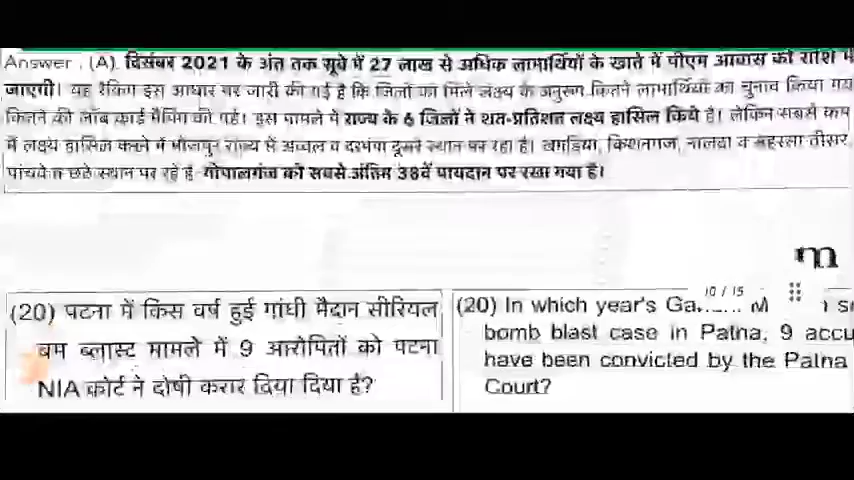 Answer . (A). दिसंबर 2021 के अंत तक सूबे में 27 लाख से अधिक लाभार्थियों के खाते में पीएम आवास की राशि
जाएगी। यह रैंकिंग इस आधार पर जारी की गई है कि जिलों को मिले लक्ष्य के अनुरूप कितने लाभार्थियों का चुनाव किया
कितने की जॉब कार्ड मैपिंग की गई। इस मामले में राज्य के 6 जिलों ने शत-प्रतिशत लक्ष्य हासिल किये है। लेकिन सबसे कम
में लक्ष्य हासिल करने में भोजपुर राज्य में अव्वल व दरभंगा दूसरे स्थान पर रहा है। खगड़िया, किशनगंज, नालंदा व सहरसा तीसर
पांचवे व छठे स्थान पर रहे है गोपालगंज को सबसे अंतिम 38वें पायदान पर रखा गया है।
m
10 / 15
(20) पटना में किस वर्ष हुई गांधी मैदान सीरियल
बम ब्लास्ट मामले में 9 आरोपितों को पटना
NIA कोर्ट ने दोषी करार दिया दिया है?
(20) In which year's
bomb blast case in Patna, 9 accu
have been convicted by the Patna
Court?